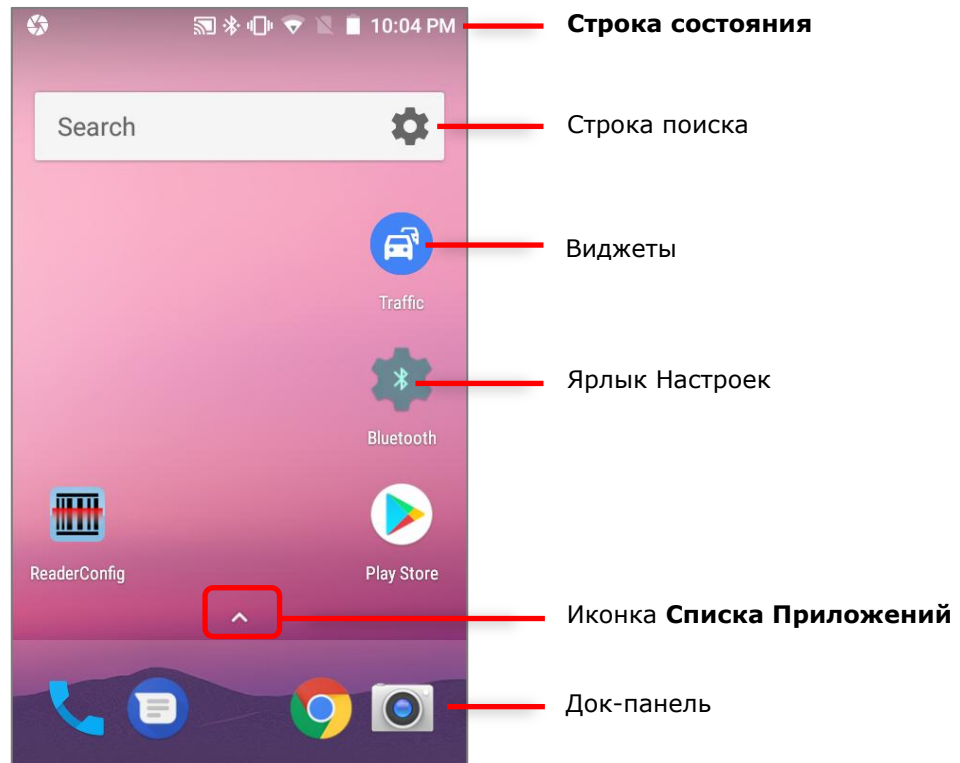 10:04 PM
Строка состояния
Search
Строка поиска
Виджеты
Traffic
Ярлык Настроек
Bluetooth
ReaderConfig
Play Store
Иконка Списка Приложений
Док-панель